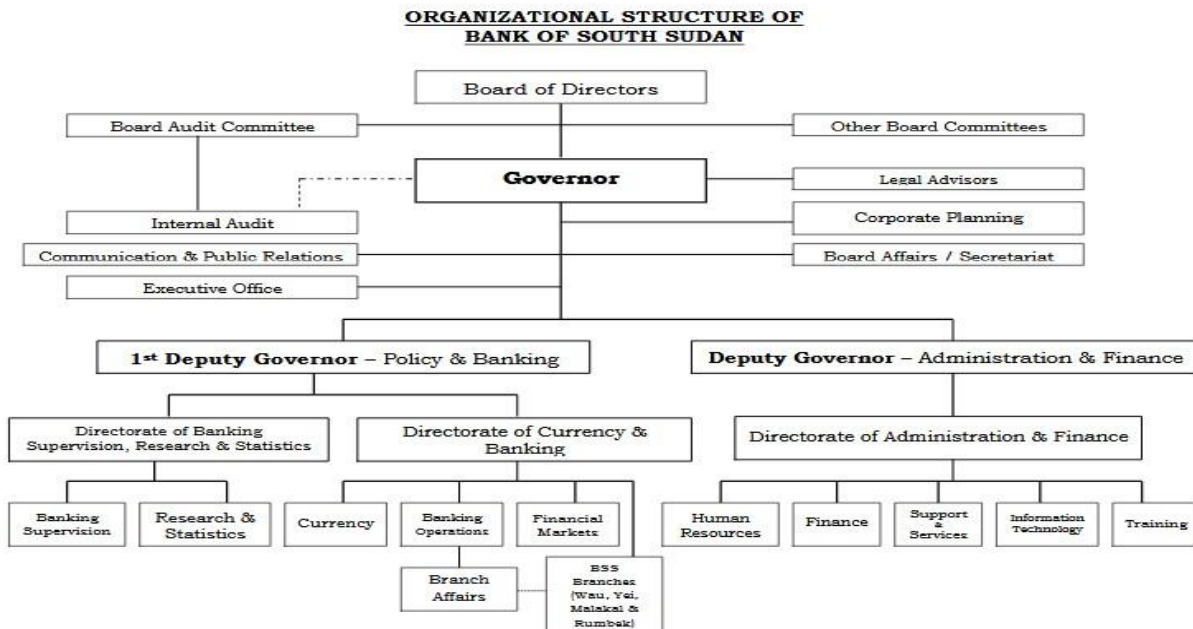 ORGANIZATIONAL STRUCTURE OF
BANK OF SOUTH SUDAN
Board of Directors
Board Audit Committee
Other Board Committees
Governor
Legal Advisors
Internal Audit
Corporate Planning
Communication & Public Relations
Board Affairs / Secretariat
Executive Office
1st Deputy Governor – Policy & Banking
Deputy Governor – Administration & Finance
Directorate of Banking
Supervision, Research & Statistics
Directorate of Currency &
Banking
Directorate of Administration & Finance
Banking
Supervision
Research &
Statistics
Currency
Banking
Operations
Financial
Markets
Human
Resources
Finance
Support
&
Services
Information
Technology
Training
Branch
Affairs
BSS
Branches
(Wau, Yei,
Malakal &
Rumbek)